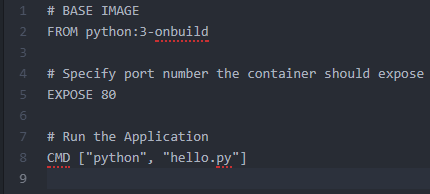 1 # BASE IMAGE
2 FROM python:3-onbuild
3
4 # Specify port number the container should expose
5 EXPOSE 80
6
7 # Run the Application
8 CMD ["python", "hello.py"]
9